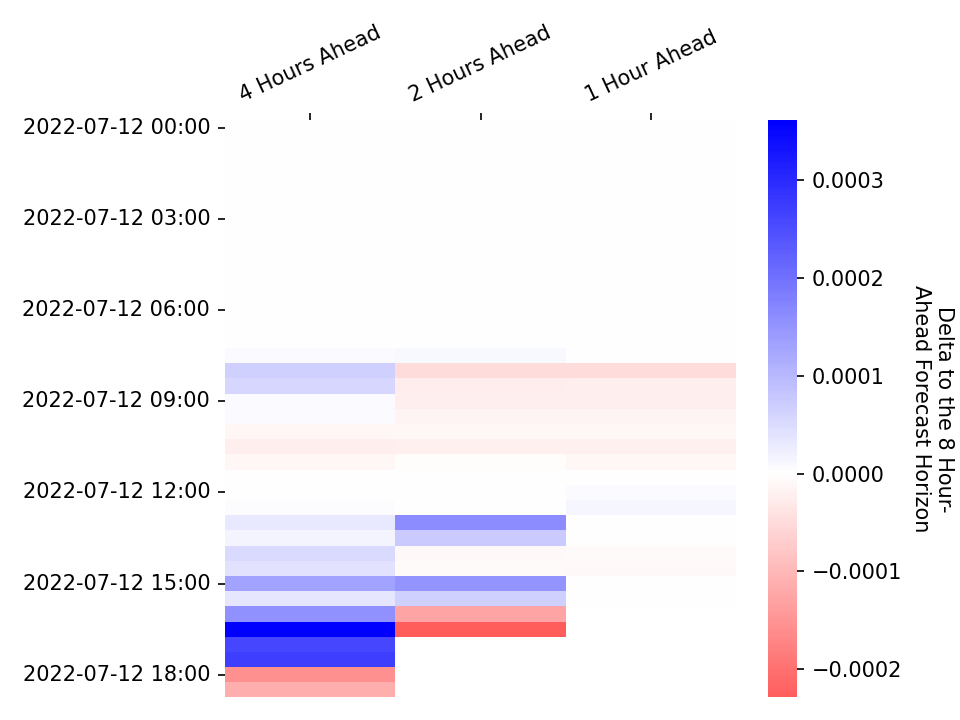 4 Hours Ahead
2 Hours Ahead
1 Hour Ahead
2022-07-12 00:00
2022-07-12 03:00
2022-07-12 06:00
2022-07-12 09:00
2022-07-12 12:00
2022-07-12 15:00
2022-07-12 18:00
0.0003
0.0002
0.0001
0.0000
−0.0001
−0.0002
Delta to the 8 Hour-
Ahead Forecast Horizon